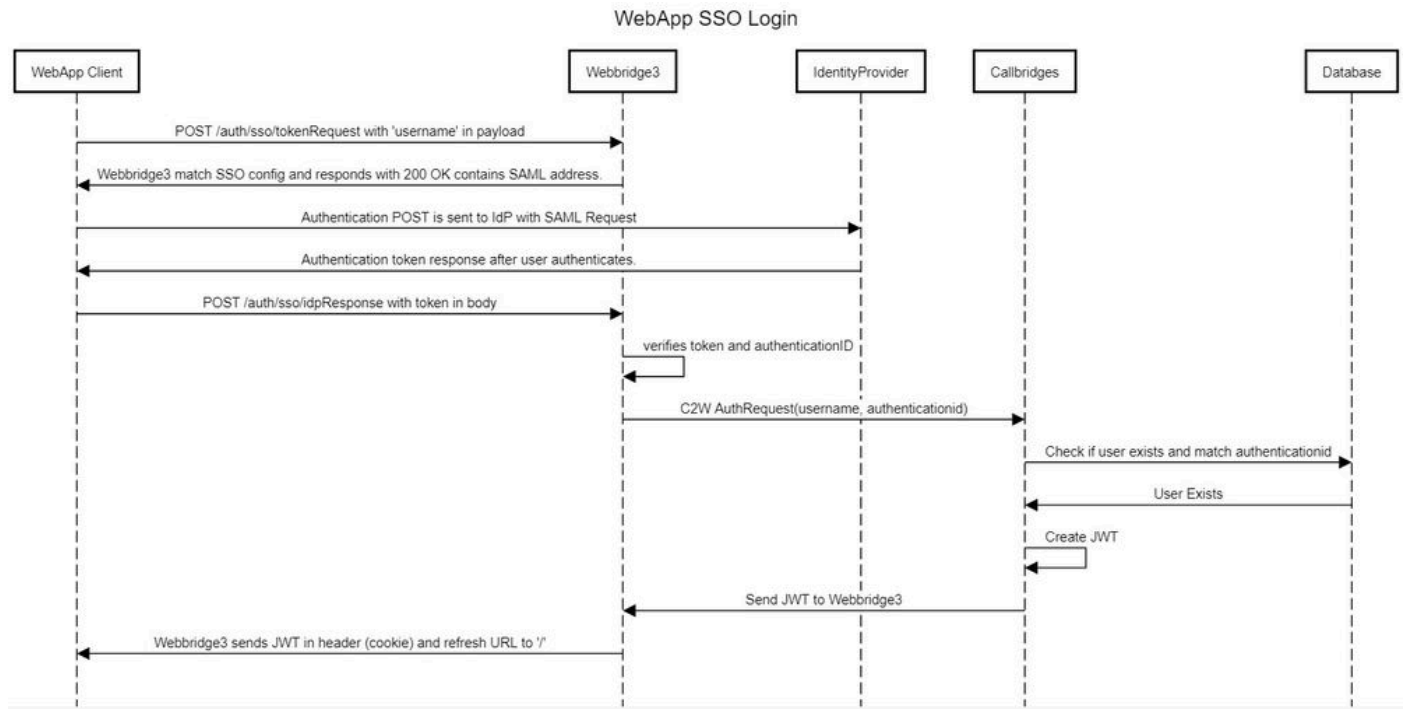 WebApp SSO Login
WebApp Client
Webbridge3
IdentityProvider
Callbridges
Database
POST /auth/sso/tokenRequest with 'username' in payload
Webbridge3 match SSO config and responds with 200 OK contains SAML address.
Authentication POST is sent to IdP with SAML Request
Authentication token response after user authenticates.
POST /auth/sso/idpResponse with token in body
verifies token and authenticationID
C2W AuthRequest(username, authenticationid)
Check if user exists and match authenticationid
User Exists
Create JWT
Send JWT to Webbridge3
Webbridge3 sends JWT in header (cookie) and refresh URL to '/'